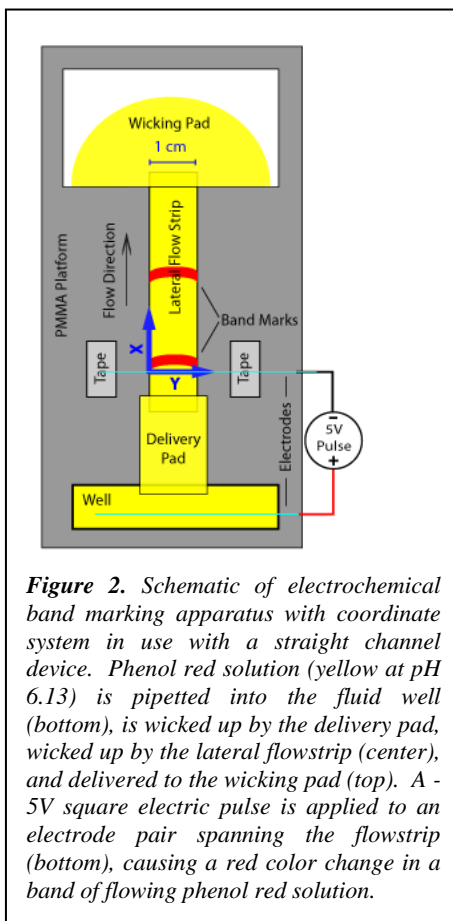 Wicking Pad
1 cm
Lateral Flow Strip
Flow Direction
PMMA Platform
Band Marks
X
Y
Tape
Tape
Electrodes
-
5V
Pulse
+
Delivery
Pad
Well
Figure 2. Schematic of electrochemical
band marking apparatus with coordinate
system in use with a straight channel
device. Phenol red solution (yellow at pH
6.13) is pipetted into the fluid well
(bottom), is wicked up by the delivery pad,
wicked up by the lateral flowstrip (center),
and delivered to the wicking pad (top). A -
5V square electric pulse is applied to an
electrode pair spanning the flowstrip
(bottom), causing a red color change in a
band of flowing phenol red solution.